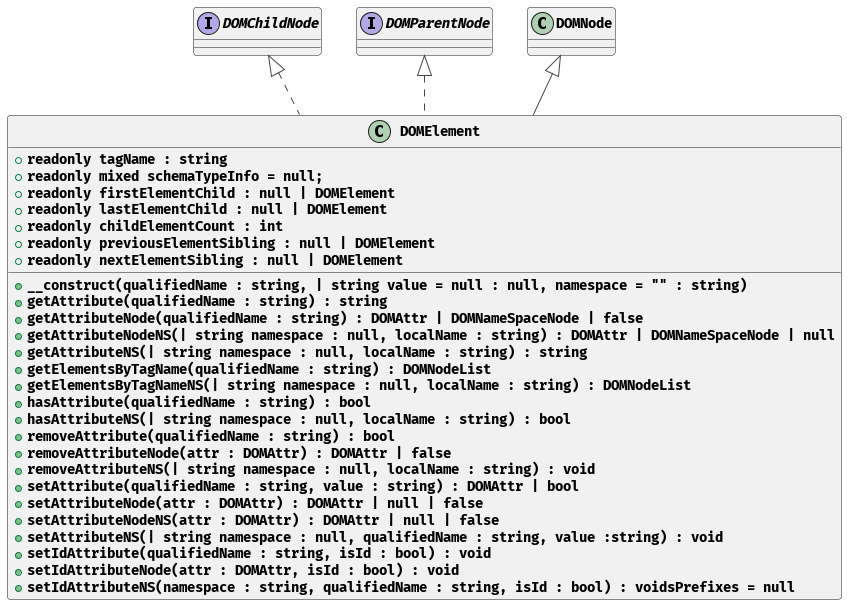 I DOMChildNode
I DOMParentNode
C DOMNode
C DOMElement
readonly tagName : string
readonly mixed schemaTypeInfo = null;
readonly firstElementChild : null | DOMElement
readonly lastElementChild : null | DOMElement
readonly childElementCount : int
readonly previousElementSibling : null | DOMElement
readonly nextElementSibling : null | DOMElement
__construct(qualifiedName : string, | string value = null : null, namespace = "" : string)
getAttribute(qualifiedName : string) : string
getAttributeNode(qualifiedName : string) : DOMAttr | DOMNameSpaceNode | false
getAttributeNodeNS(| string namespace : null, localName : string) : DOMAttr | DOMNameSpaceNode | null
getAttributeNS(| string namespace : null, localName : string) : string
getElementsByTagName(qualifiedName : string) : DOMNodeList
getElementsByTagNameNS(| string namespace : null, localName : string) : DOMNodeList
hasAttribute(qualifiedName : string) : bool
hasAttributeNS(| string namespace : null, localName : string) : bool
removeAttribute(qualifiedName : string) : bool
removeAttributeNode(attr : DOMAttr) : DOMAttr | false
removeAttributeNS(| string namespace : null, localName : string) : void
setAttribute(qualifiedName : string, value : string) : DOMAttr | bool
setAttributeNode(attr : DOMAttr) : DOMAttr | null | false
setAttributeNodeNS(attr : DOMAttr) : DOMAttr | null | false
setAttributeNS(| string namespace : null, qualifiedName : string, value :string) : void
setIdAttribute(qualifiedName : string, isId : bool) : void
setIdAttributeNode(attr : DOMAttr, isId : bool) : void
setIdAttributeNS(namespace : string, qualifiedName : string, isId : bool) : voidsPrefixes = null